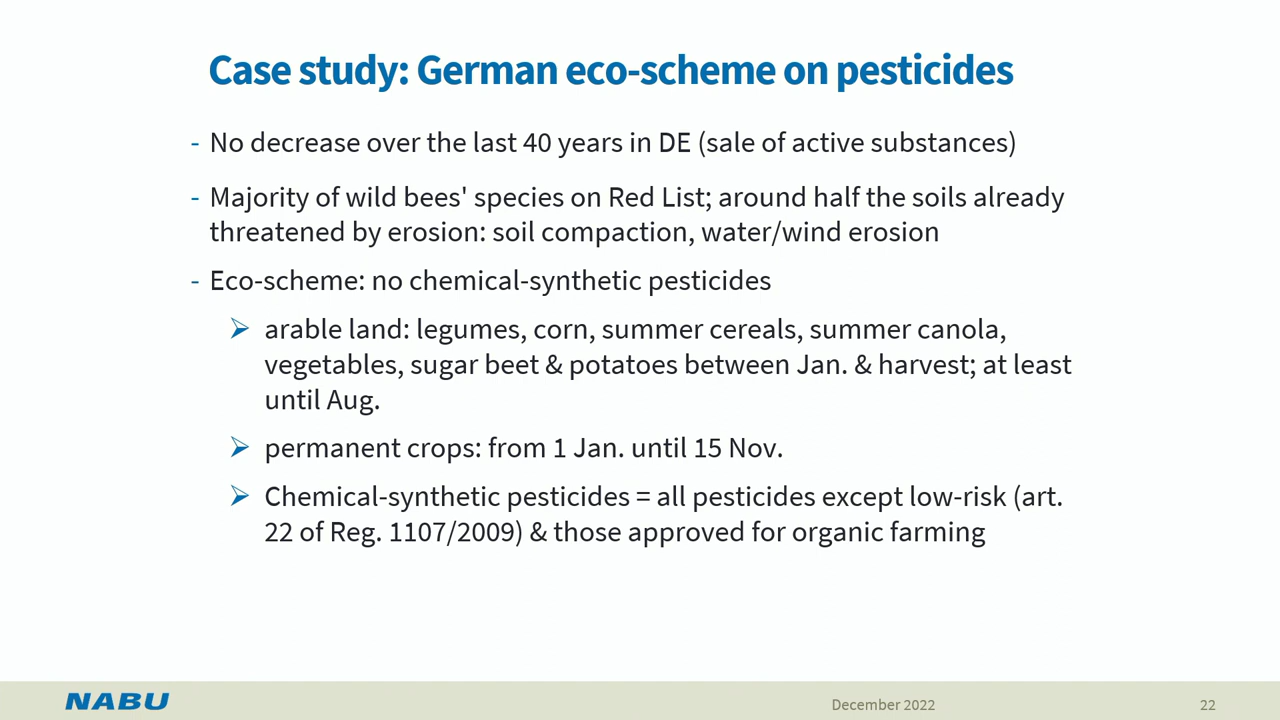 Case study: German eco-scheme on pesticides
- No decrease over the last 40 years in DE (sale of active substances)
- Majority of wild bees' species on Red List; around half the soils already
threatened by erosion: soil compaction, water/wind erosion
- Eco-scheme: no chemical-synthetic pesticides
➢ arable land: legumes, corn, summer cereals, summer canola,
vegetables, sugar beet & potatoes between Jan. & harvest; at least
until Aug.
➢ permanent crops: from 1 Jan. until 15 Nov.
➢ Chemical-synthetic pesticides = all pesticides except low-risk (art.
22 of Reg. 1107/2009) & those approved for organic farming
NABU
December 2022
22